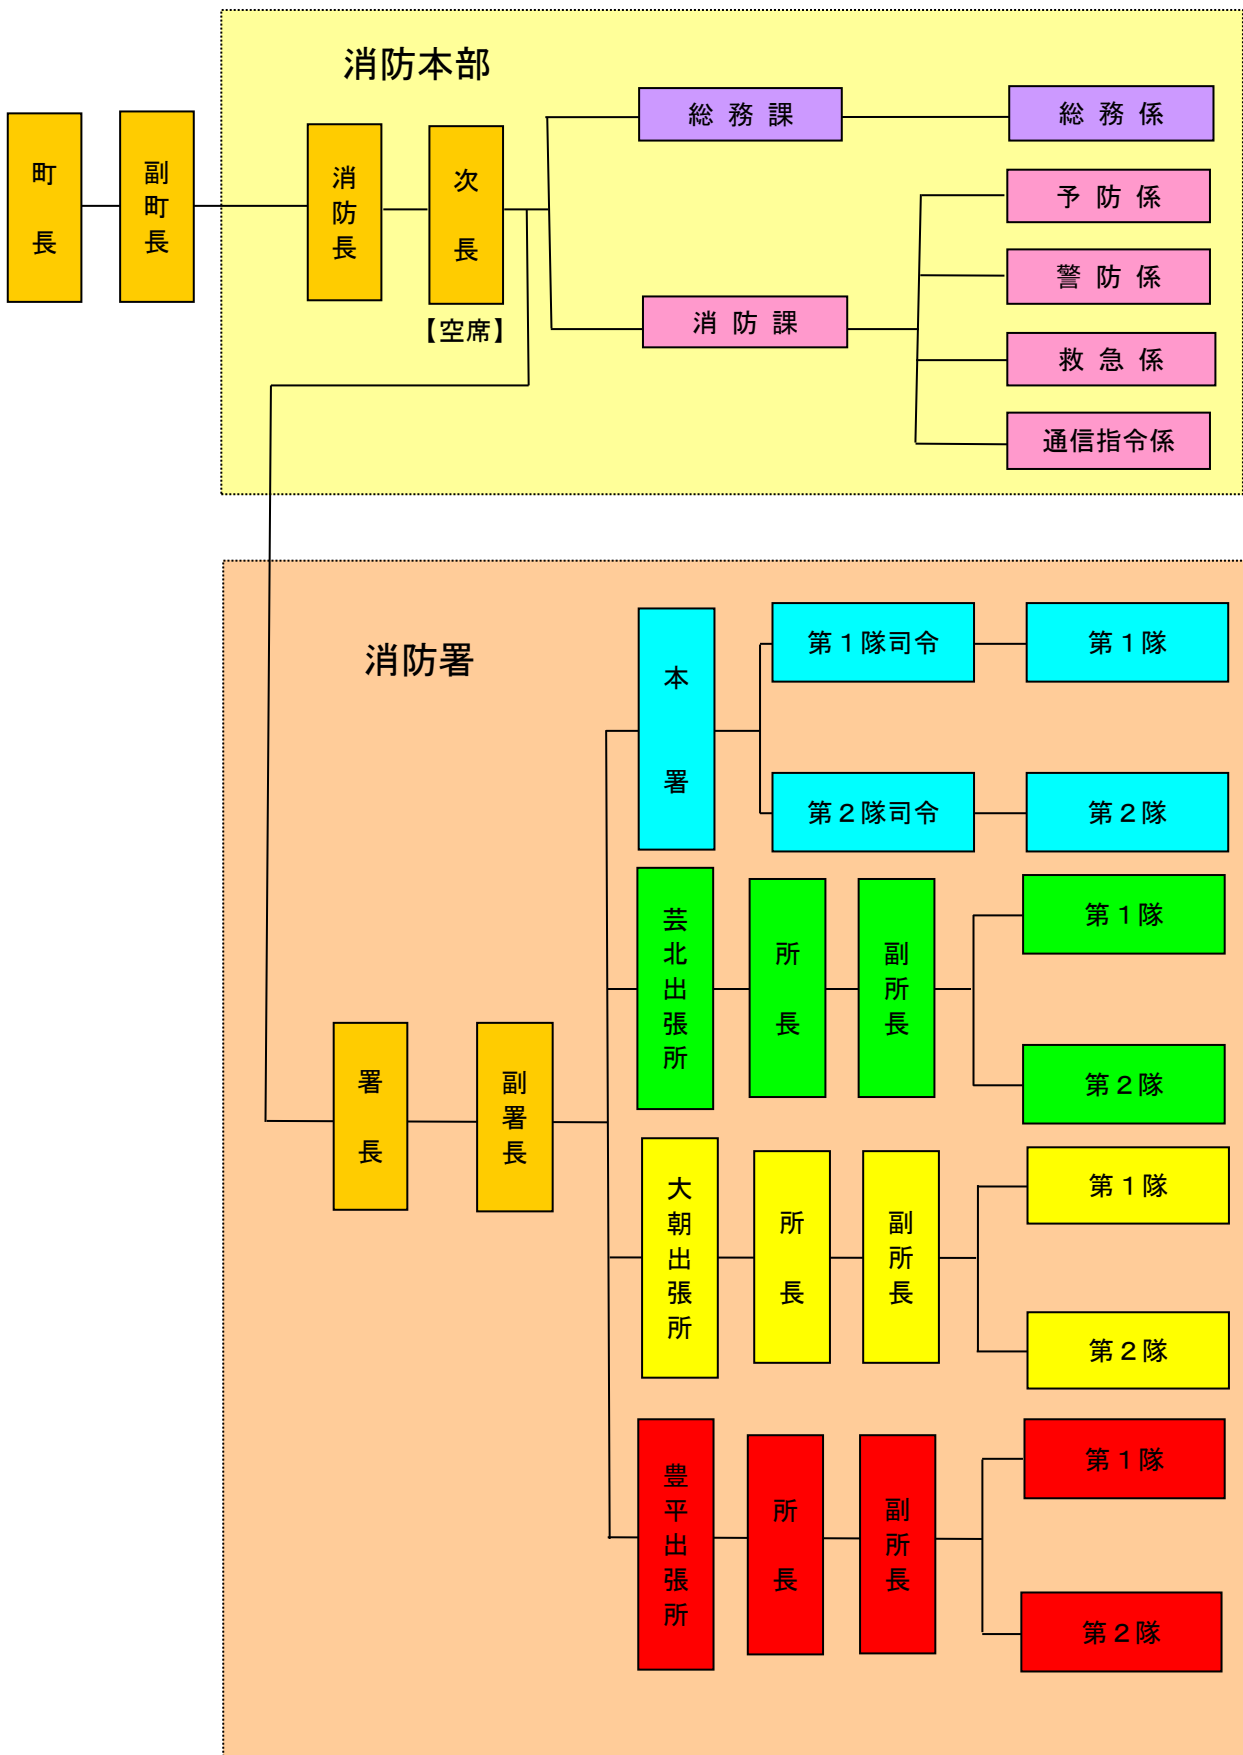 消防本部
町長
副町長
消防長
次長
【空席】
総務課
総務係
消防課
予防係
警防係
救急係
通信指令係
消防署
署長
副署長
本署
第1隊司令
第1隊
第2隊司令
第2隊
芸北出張所
所長
副所長
第1隊
第2隊
大朝出張所
所長
副所長
第1隊
第2隊
豊平出張所
所長
副所長
第1隊
第2隊